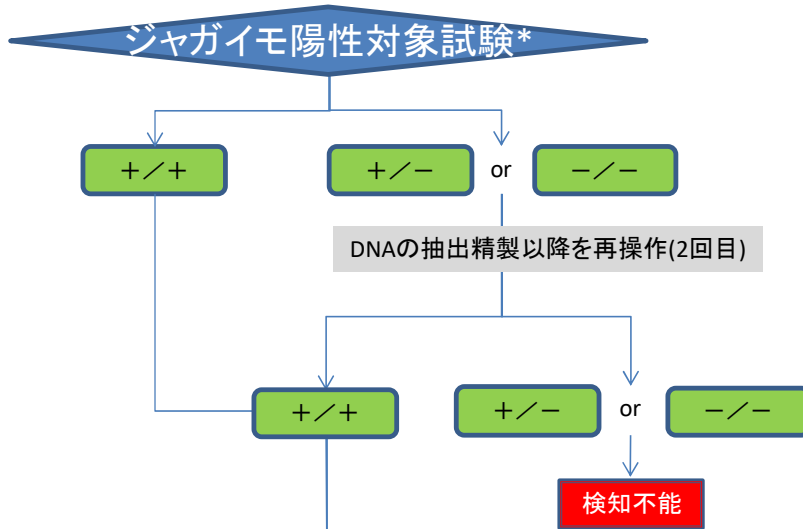 ジャガイモ陽性対象試験*
+/+
+/-
or
-/-
DNAの抽出精製以降を再操作(2回目)
+/+
+/-
or
-/-
検知不能